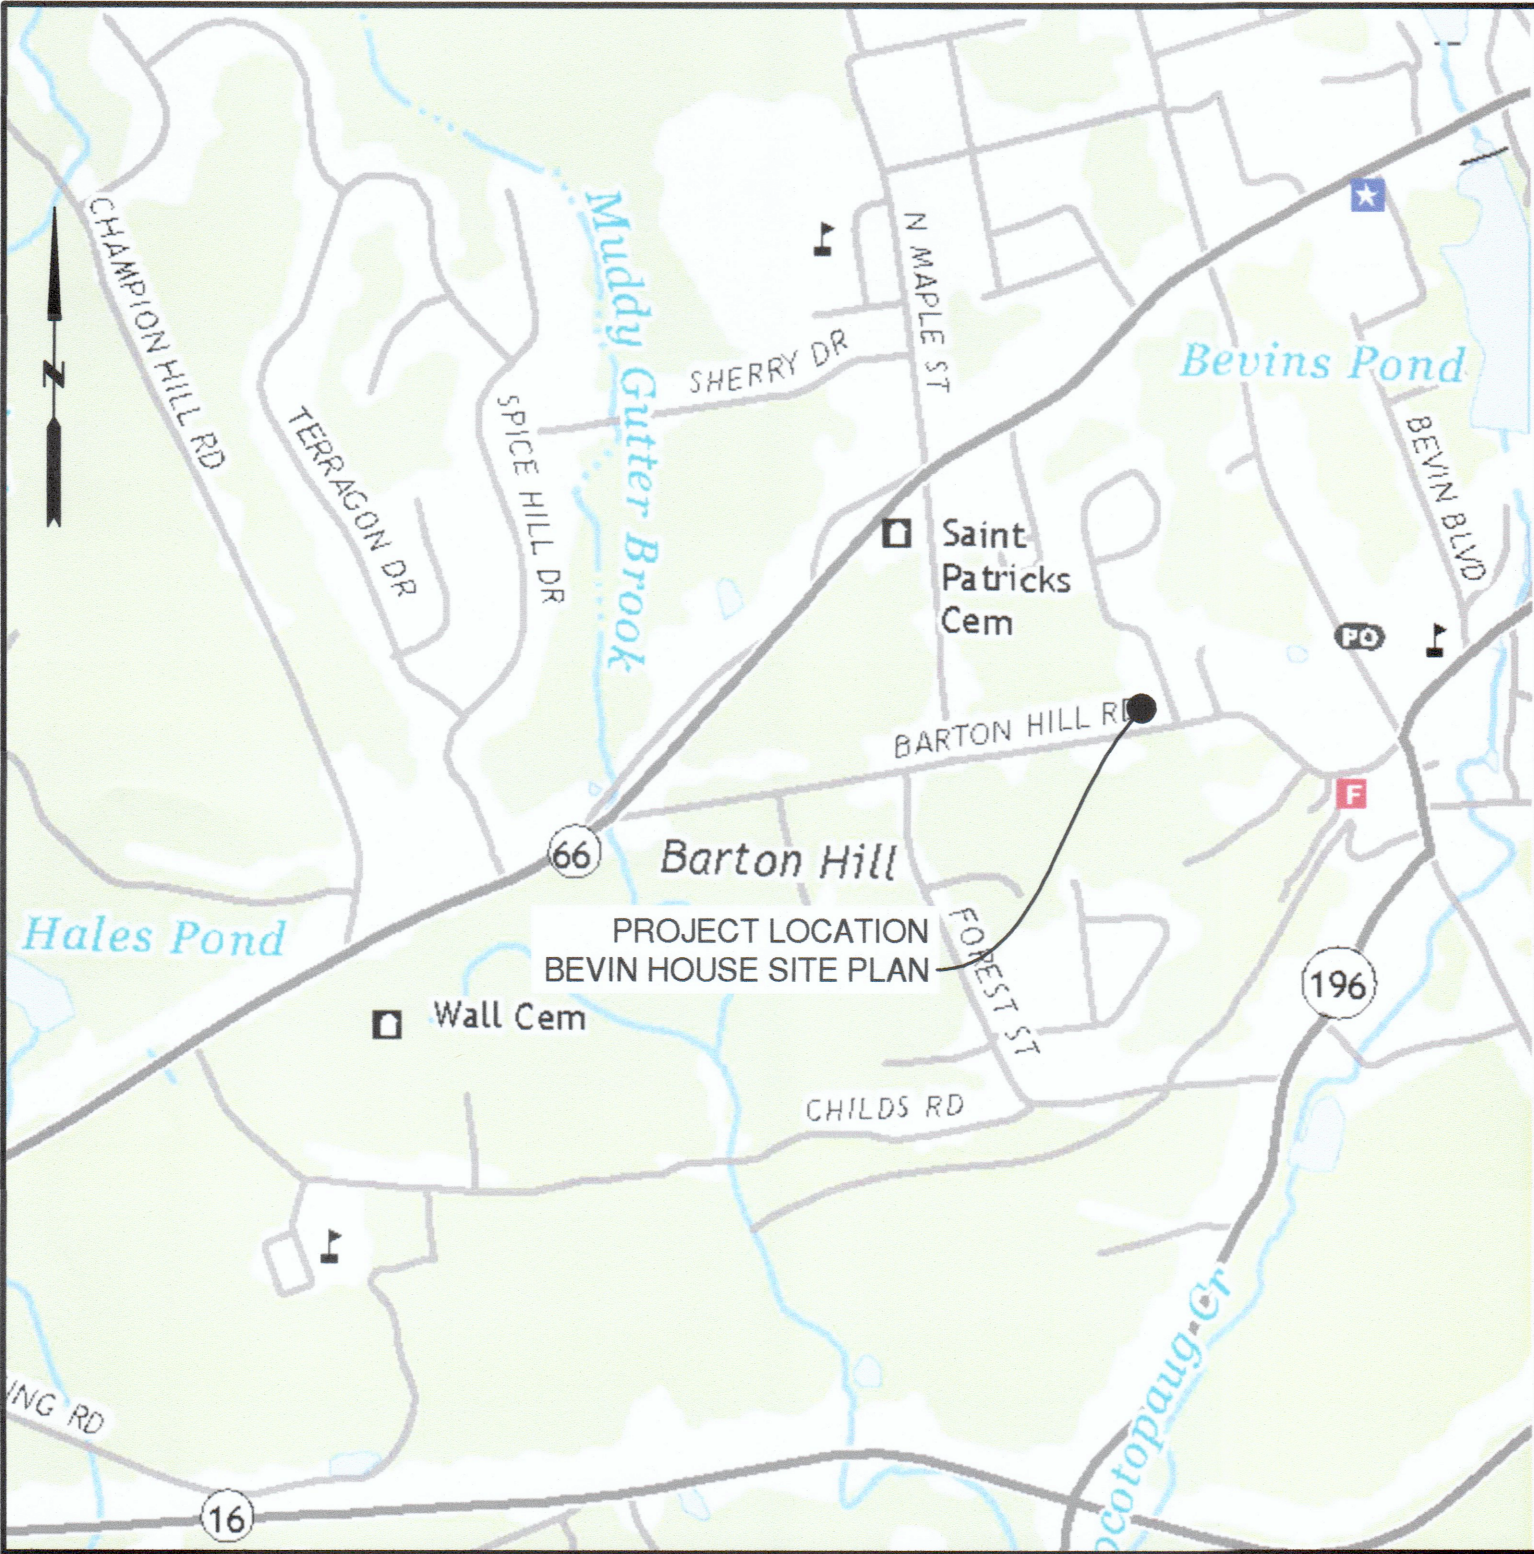 CHAMPION HILL RD
Muddy Gutter Brook
N MAPLE ST
SHERRY DR
Bevins Pond
N
TERRAGON DR
SPICE HILL DR
BEVIN BLVD
Saint
Patricks
Cem
PO
BARTON HILL RD
F
66
Barton Hill
Hales Pond
PROJECT LOCATION
BEVIN HOUSE SITE PLAN
FOREST ST
196
Wall Cem
CHILDS RD
ocotopaug Cr
ING RD
16